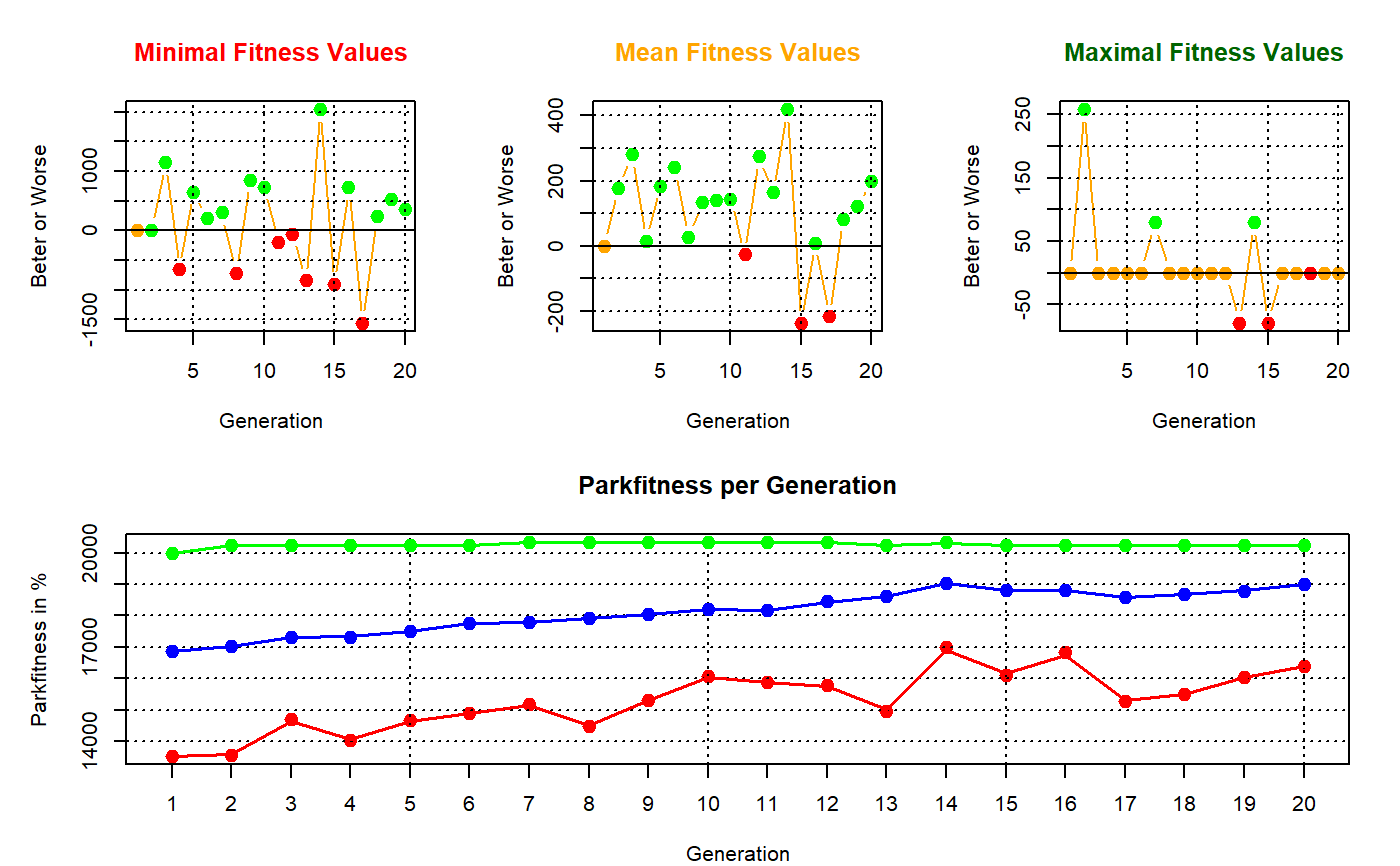 Minimal Fitness Values
Mean Fitness Values
Maximal Fitness Values
Beter or Worse
-1500
0
1000
5
10
15
20
Generation
Beter or Worse
-200
0
200
400
5
10
15
20
Generation
Beter or Worse
-50
50
150
250
5
10
15
20
Generation
Parkfitness per Generation
Parkfitness in %
14000
17000
20000
1 2 3 4 5 6 7 8 9 10 11 12 13 14 15 16 17 18 19 20
Generation